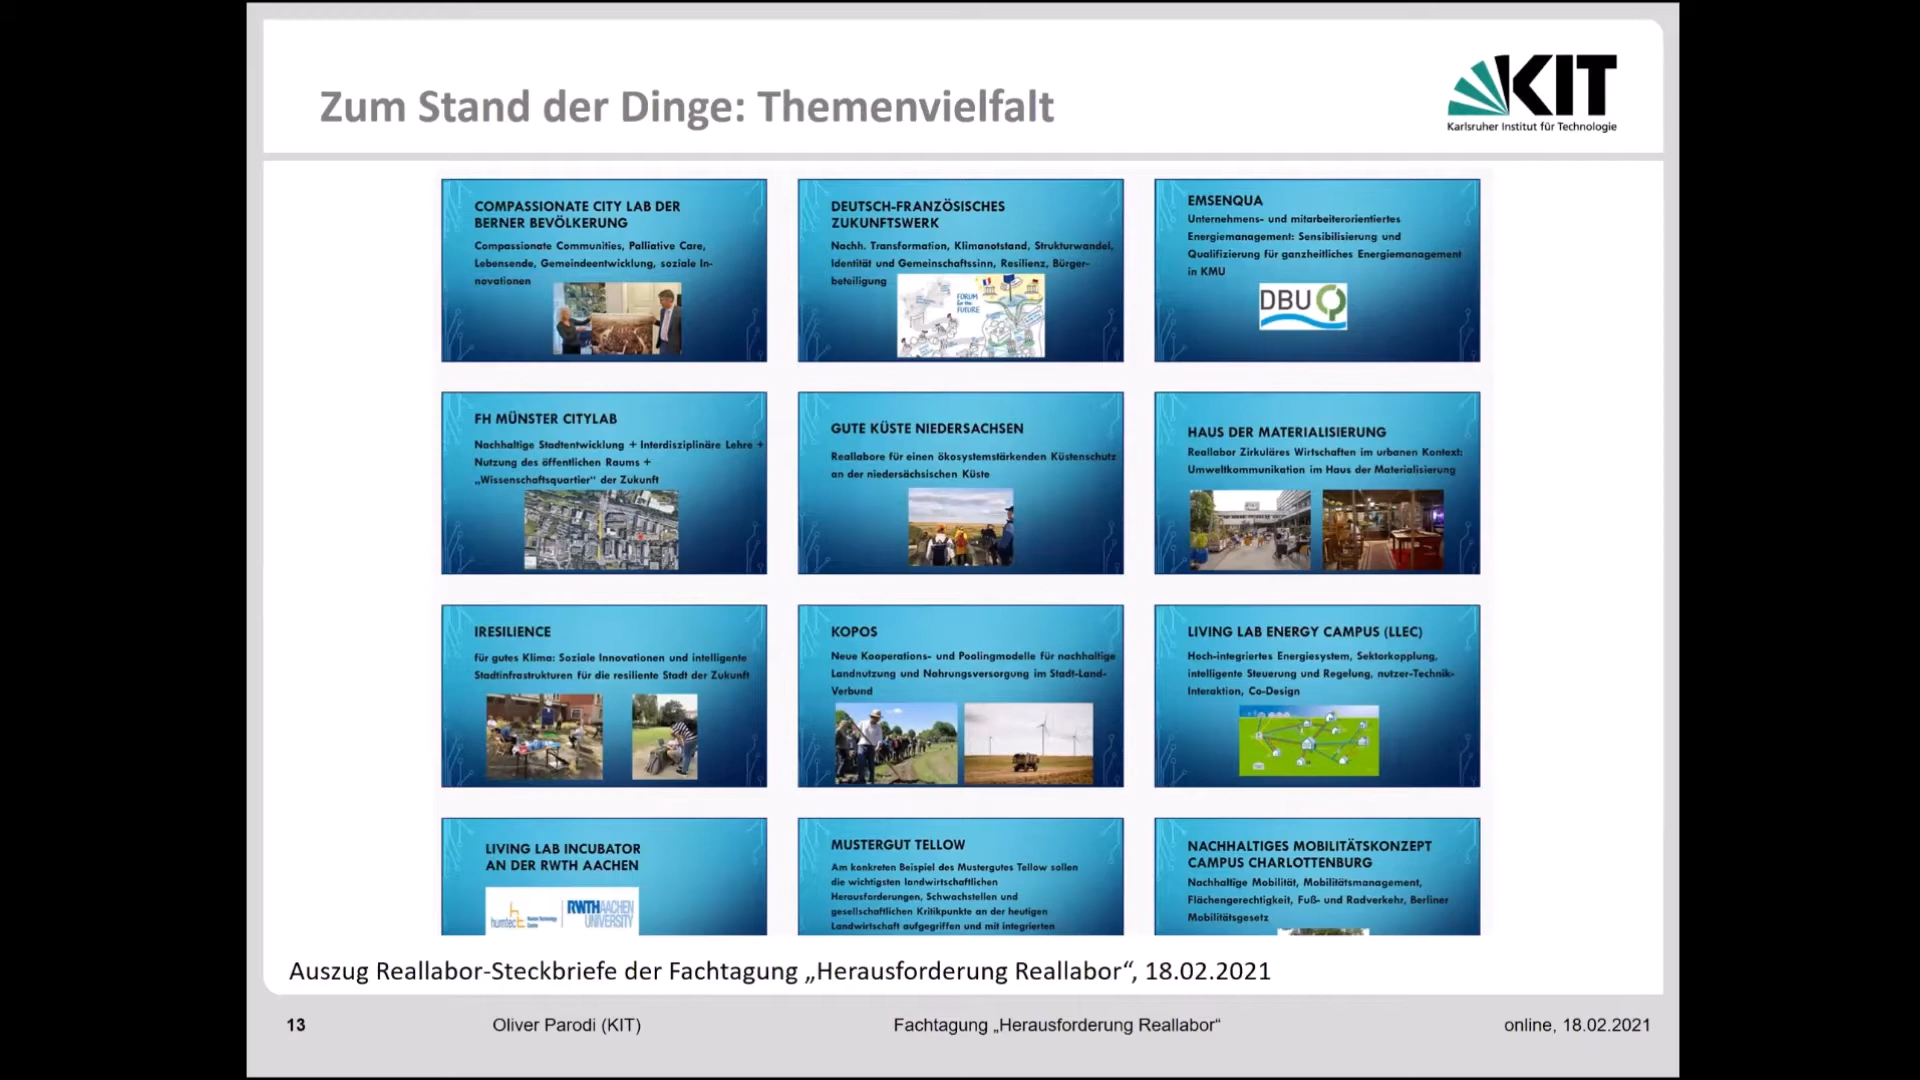 Zum Stand der Dinge: Themenvielfalt
KIT
Karlsruher Institut für Technologie
COMPASSIONATE CITY LAB DER
BERNER BEVÖLKERUNG
Compassionate Communities, Palliative Care,
Lebensende, Gemeindeentwicklung, soziale In-
novationen
DEUTSCH-FRANZÖSISCHES
ZUKUNFTSWERK
Nachh. Transformation, Klimanotstand, Strukturwandel,
Identität und Gemeinschaftssinn, Resilienz, Bürger-
beteiligung
FORUM
for the
FUTURE
EMSENQUA
Unternehmens- und mitarbeiterorientiertes
Energiemanagement: Sensibilisierung und
Qualifizierung für ganzheitliches Energiemanagement
in KMU
DBU
FH MÜNSTER CITYLAB
Nachhaltige Stadtentwicklung + Interdisziplinäre Lehre +
Nutzung des öffentlichen Raums +
„Wissenschaftsquartier“ der Zukunft
GUTE KÜSTE NIEDERSACHSEN
Reallabore für einen ökosystemstärkenden Küstenschutz
an der niedersächsischen Küste
HAUS DER MATERIALISIERUNG
Reallabor Zirkuläres Wirtschaften im urbanen Kontext:
Umweltkommunikation im Haus der Materialisierung
IRESILIENCE
für gutes Klima: Soziale Innovationen und intelligente
Stadtinfrastrukturen für die resiliente Stadt der Zukunft
KOPOS
Neue Kooperations- und Poolingmodelle für nachhaltige
Landnutzung und Nahrungsversorgung im Stadt-Land-
Verbund
LIVING LAB ENERGY CAMPUS (LLEC)
Hoch-integriertes Energiesystem, Sektorkopplung,
intelligente Steuerung und Regelung, nutzer-Technik-
Interaktion, Co-Design
LIVING LAB INCUBATOR
AN DER RWTH AACHEN
humtec
RWTH AACHEN
UNIVERSITY
MUSTERGUT TELLOW
Am konkreten Beispiel des Mustergutes Tellow sollen
die wichtigsten landwirtschaftlichen
Herausforderungen, Schwachstellen und
gesellschaftlichen Kritikpunkte an der heutigen
Landwirtschaft aufgegriffen und mit integrierten
NACHHALTIGES MOBILITÄTSKONZEPT
CAMPUS CHARLOTTENBURG
Nachhaltige Mobilität, Mobilitätsmanagement,
Flächengerechtigkeit, Fuß- und Radverkehr, Berliner
Mobilitätsgesetz
Auszug Reallabor-Steckbriefe der Fachtagung „Herausforderung Reallabor“, 18.02.2021
13
Oliver Parodi (KIT)
Fachtagung „Herausforderung Reallabor“
online, 18.02.2021